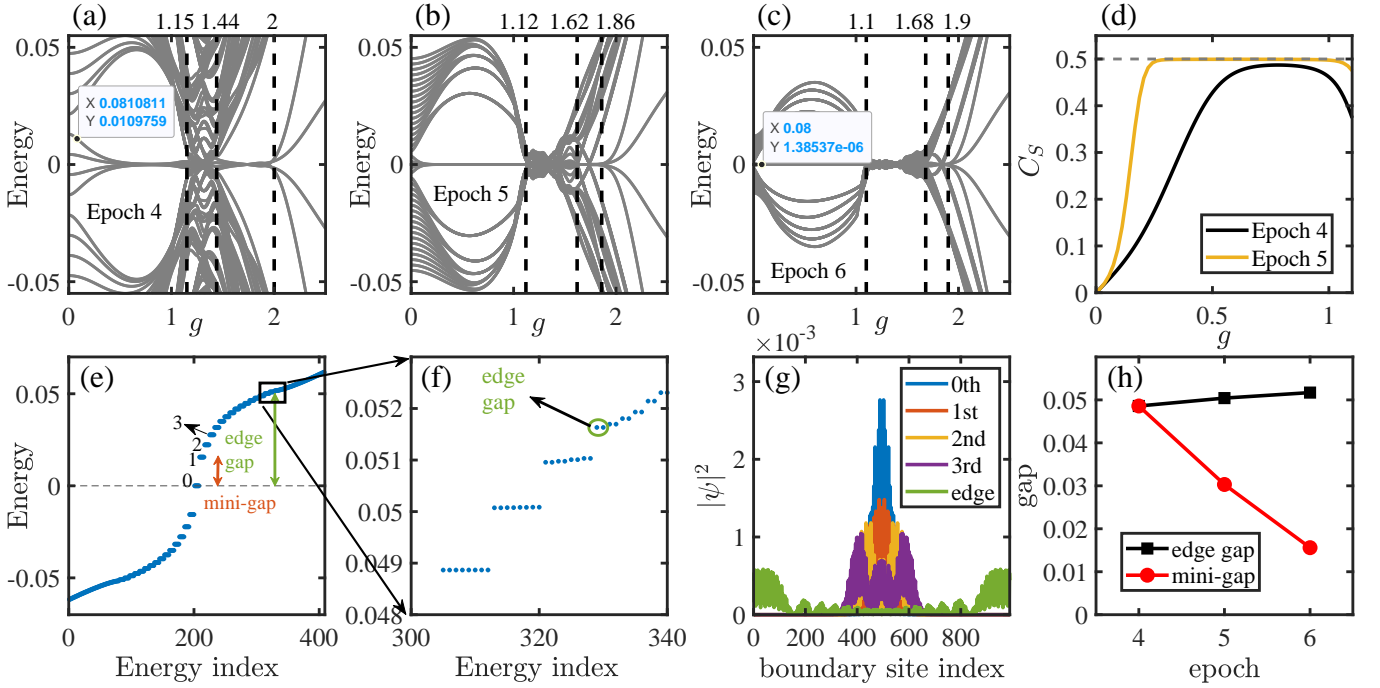 (a)
1.15 1.44 2
0.05
0
-0.05
Energy
X 0.0810811
Y 0.0109759
Epoch 4
0 1 2
g
(b)
1.12 1.62 1.86
0.05
0
-0.05
Energy
Epoch 5
0 1 2
g
(c)
1.1 1.68 1.9
0.05
0
-0.05
Energy
X 0.08
Y 1.38537e-06
Epoch 6
0 1 2
g
(d)
0.5
0.4
0.3
0.2
0.1
0
C_S
Epoch 4
Epoch 5
0 0.5 1
g
(e)
0.05
0
-0.05
Energy
3
2
1
0
edge
gap
mini-gap
0 200 400
Energy index
(f)
0.052
0.051
0.05
0.049
0.048
edge
gap
300 320 340
Energy index
×10^-3
(g)
3
2
1
0
|ψ|^2
0th
1st
2nd
3rd
edge
0 200 400 600 800
boundary site index
(h)
0.05
0.04
0.03
0.02
0.01
gap
edge gap
mini-gap
4 5 6
epoch